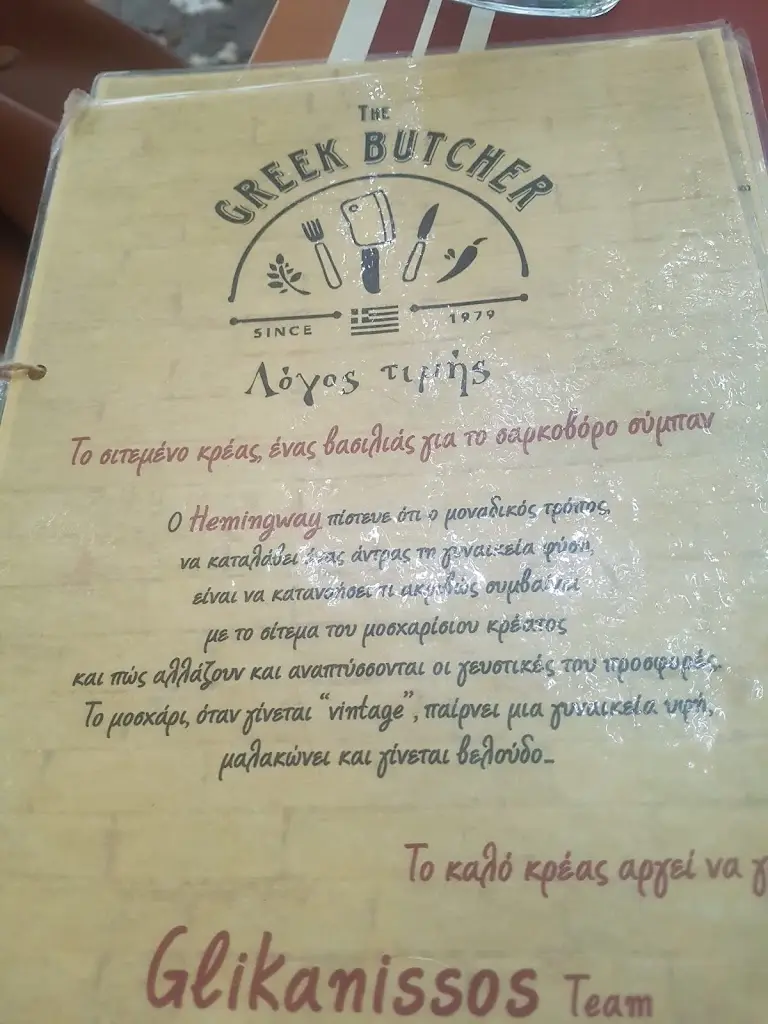 THE
GREEK BUTCHER
SINCE 1979
Λόγος τιμής
Το σιτεμένο κρέας, ένας βασιλιάς για το σαρκοβόρο σύμπαν
Ο Hemingway πίστευε ότι ο μοναδικός τρόπος,
να καταλάβει ένας άντρας τη γυναικεία φύση,
είναι να κατανοήσει τι ακριβώς συμβαίνει
με το σίτεμα του μοσχαρίσιου κρέατος
και πώς αλλάζουν και αναπτύσσονται οι γευστικές του προσφορές.
Το μοσχάρι, όταν γίνεται "vintage", παίρνει μια γυναικεία υφή,
μαλακώνει και γίνεται βελούδο...
Το καλό κρέας αργεί να γ
Glikanissos Team